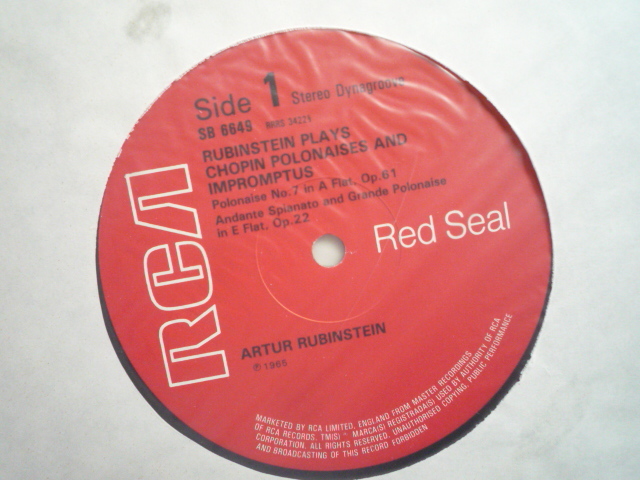 RCA
Side 1 Stereo Dynagroove
SB 6649
RUBINSTEIN PLAYS
CHOPIN POLONAISES AND
IMPROMPTUS
Polonaise No.7 in A Flat, Op.61
Andante Spianato and Grande Polonaise
in E Flat, Op.22
Red Seal
ARTUR RUBINSTEIN
℗ 1965
MARKETED BY RCA LIMITED, ENGLAND FROM MASTER RECORDINGS
OF RCA RECORDS. TM(S) ® MARCA(S) REGISTRADA(S) USED BY AUTHORITY OF RCA
CORPORATION. ALL RIGHTS RESERVED. UNAUTHORISED COPYING, PUBLIC PERFORMANCE
AND BROADCASTING OF THIS RECORD FORBIDDEN